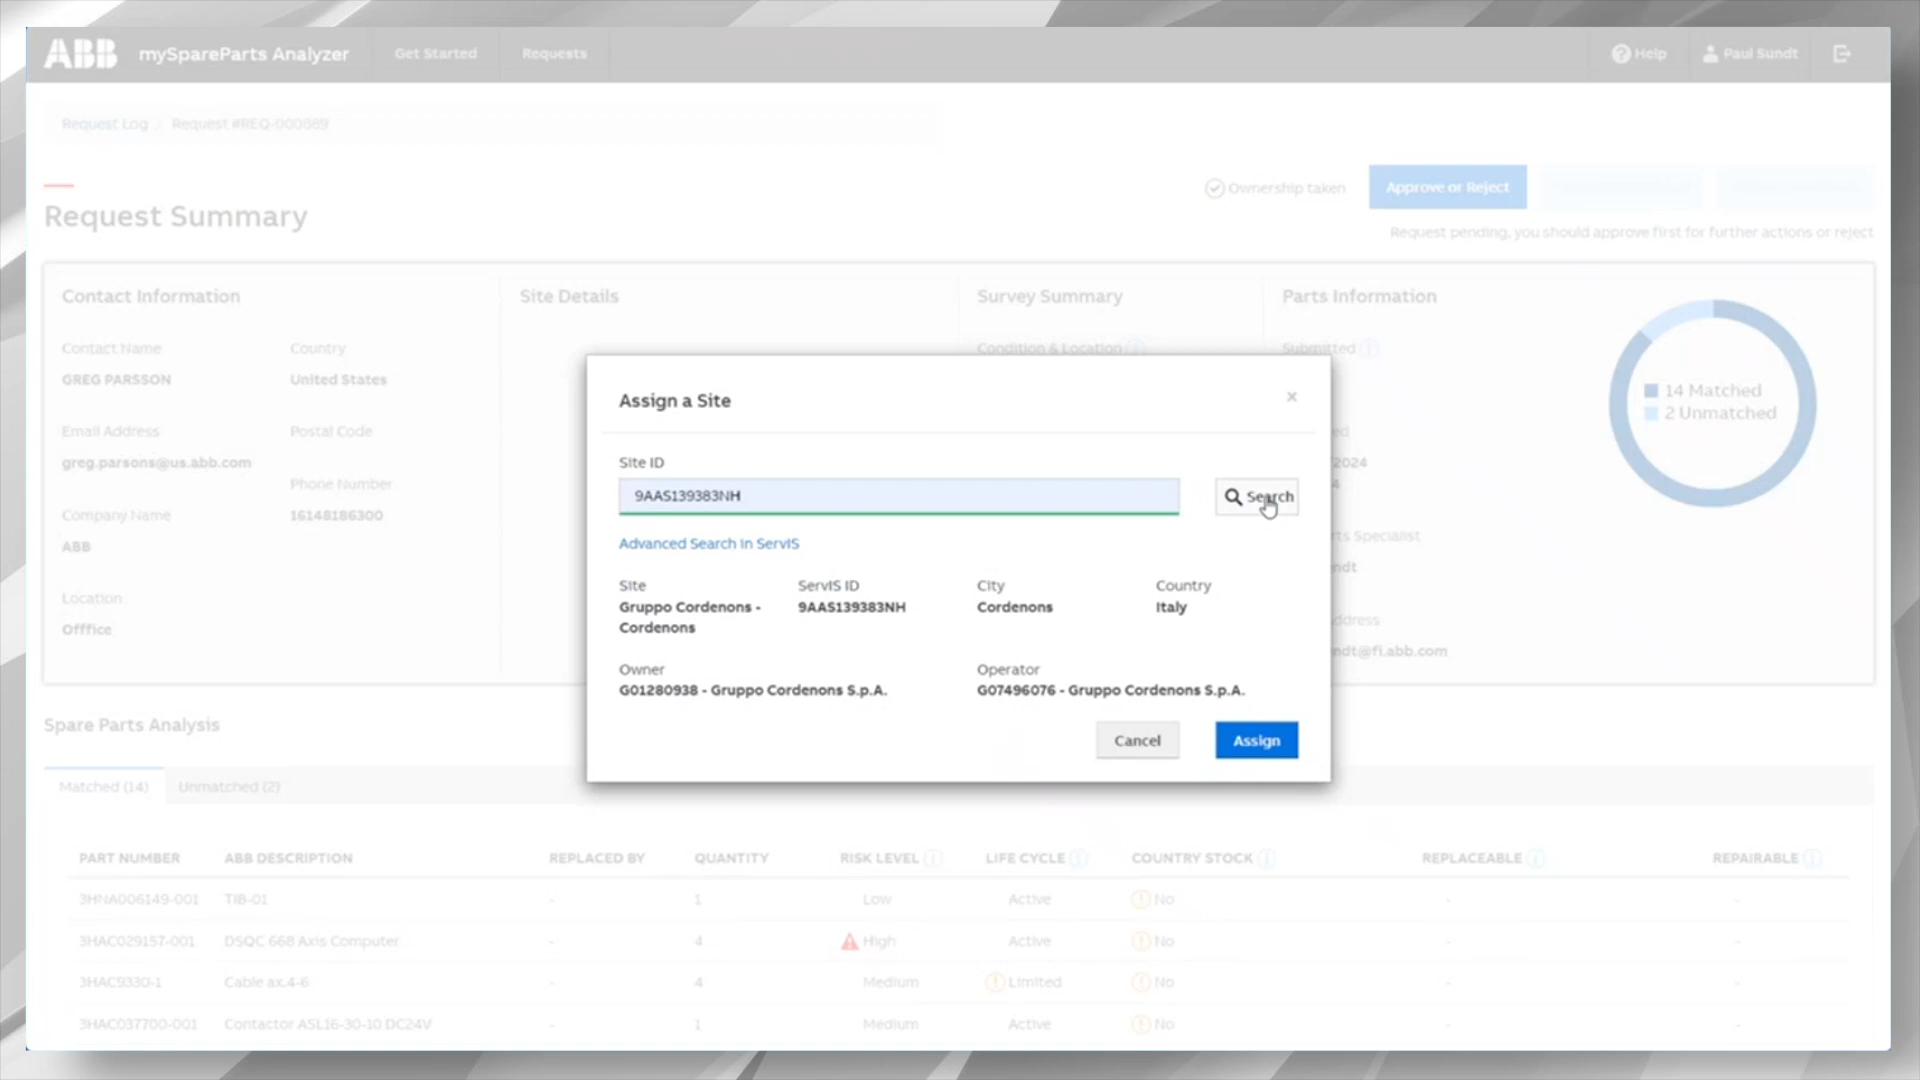 ABB mySpareParts Analyzer Get Started Requests Help Paul Sundt
Request Log / Request #REQ-000869
Ownership taken Approve or Reject
Request Summary
Request pending, you should approve first for further actions or reject
Contact Information Site Details Survey Summary Parts Information
Contact Name Country Condition & Location Submitted
GREG PARSSON United States
14 Matched
2 Unmatched
Email Address Postal Code
greg.parsons@us.abb.com 2024
Phone Number
Company Name 16148186300
ABB
Specialist
Location
Offfice
ndt@fi.abb.com
Assign a Site ×
Site ID
9AAS139383NH Search
Advanced Search in ServIS
Site ServIS ID City Country
Gruppo Cordenons - 9AAS139383NH Cordenons Italy
Cordenons
Owner Operator
G01280938 - Gruppo Cordenons S.p.A. G07496076 - Gruppo Cordenons S.p.A.
Cancel Assign
Spare Parts Analysis
Matched (14) Unmatched (2)
PART NUMBER ABB DESCRIPTION REPLACED BY QUANTITY RISK LEVEL LIFE CYCLE COUNTRY STOCK REPLACEABLE REPAIRABLE
3HNA006149-001 TIB-01 - 1 Low Active No - -
3HAC029157-001 DSQC 668 Axis Computer - 4 High Active No - -
3HAC9330-1 Cable ax.4-6 - 4 Medium Limited No - -
3HAC037700-001 Contactor ASL16-30-10 DC24V - 1 Medium Active No - -